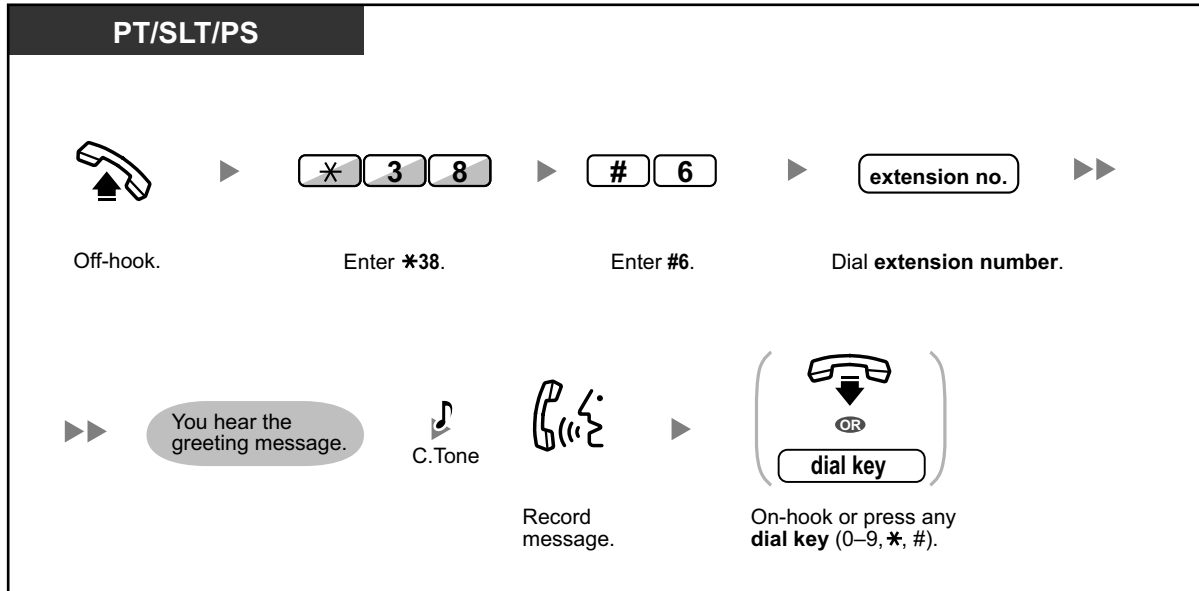 PT/SLT/PS
* 3 8
# 6
extension no.
Off-hook.
Enter *38.
Enter #6.
Dial extension number.
You hear the
greeting message.
C.Tone
OR
dial key
Record
message.
On-hook or press any
dial key (0–9, *, #).